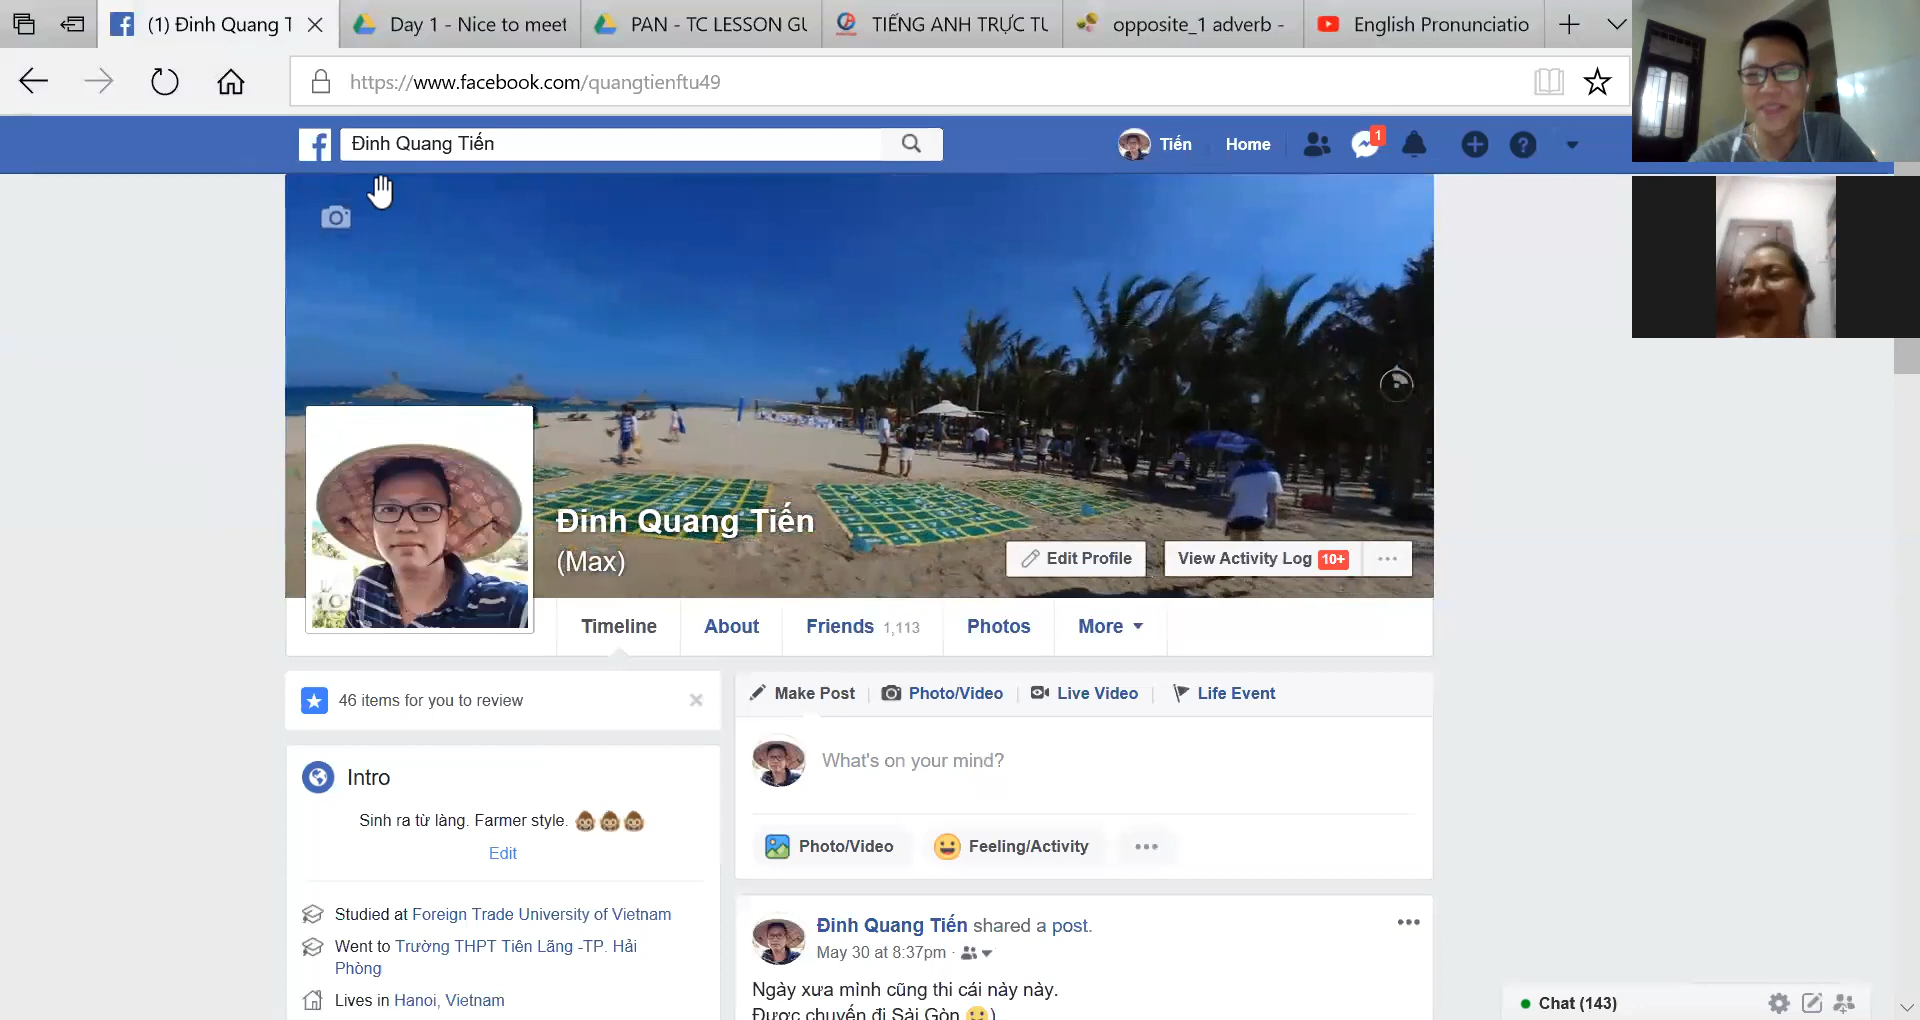 (1) Đinh Quang T
Day 1 - Nice to meet
PAN - TC LESSON GU
TIẾNG ANH TRỰC TU
opposite_1 adverb -
English Pronunciatio
https://www.facebook.com/quangtienftu49
Đinh Quang Tiến
Tiến
Home
1
Đinh Quang Tiến
(Max)
Edit Profile
View Activity Log 10+
Timeline
About
Friends 1,113
Photos
More
46 items for you to review
Make Post
Photo/Video
Live Video
Life Event
What's on your mind?
Photo/Video
Feeling/Activity
Intro
Sinh ra từ làng. Farmer style. 🐵🐵🐵
Edit
Studied at Foreign Trade University of Vietnam
Went to Trường THPT Tiên Lãng -TP. Hải
Phòng
Lives in Hanoi, Vietnam
Đinh Quang Tiến shared a post.
May 30 at 8:37pm ·
Ngày xưa mình cũng thi cái này này.
Được chuyến đi Sài Gòn 😀)
Chat (143)